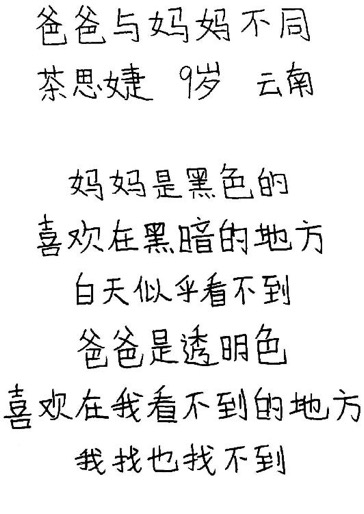 爸爸与妈妈不同
茶思婕 9岁 云南
妈妈是黑色的
喜欢在黑暗的地方
白天似乎看不到
爸爸是透明色
喜欢在我看不到的地方
我找也找不到